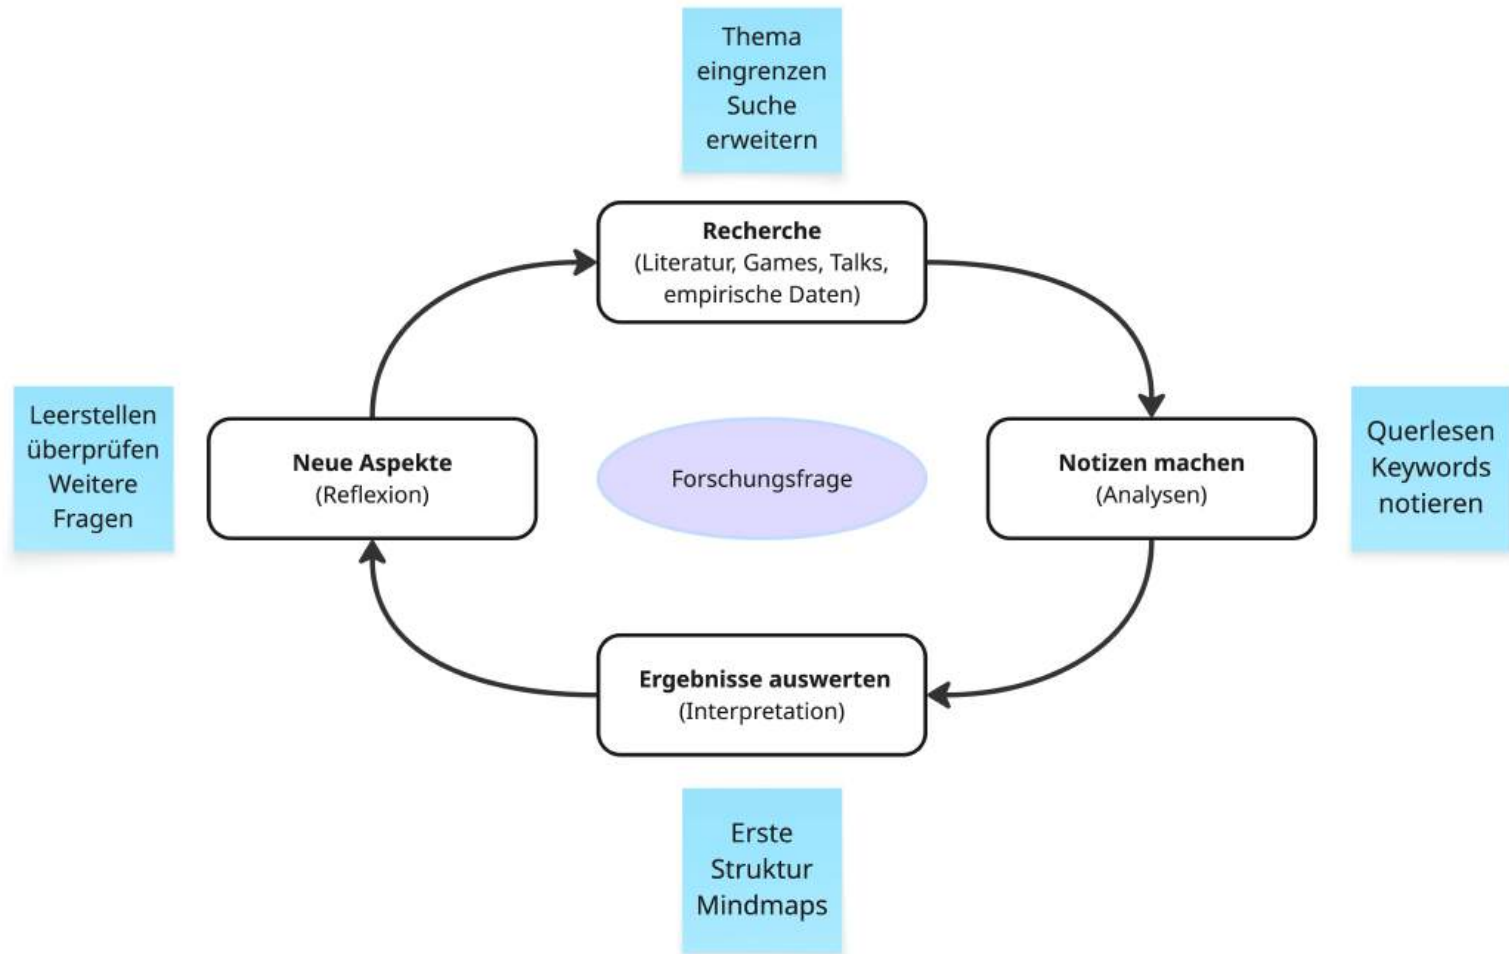 Thema
eingrenzen
Suche
erweitern
Recherche
(Literatur, Games, Talks,
empirische Daten)
Leerstellen
überprüfen
Weitere
Fragen
Neue Aspekte
(Reflexion)
Forschungsfrage
Notizen machen
(Analysen)
Querlesen
Keywords
notieren
Ergebnisse auswerten
(Interpretation)
Erste
Struktur
Mindmaps